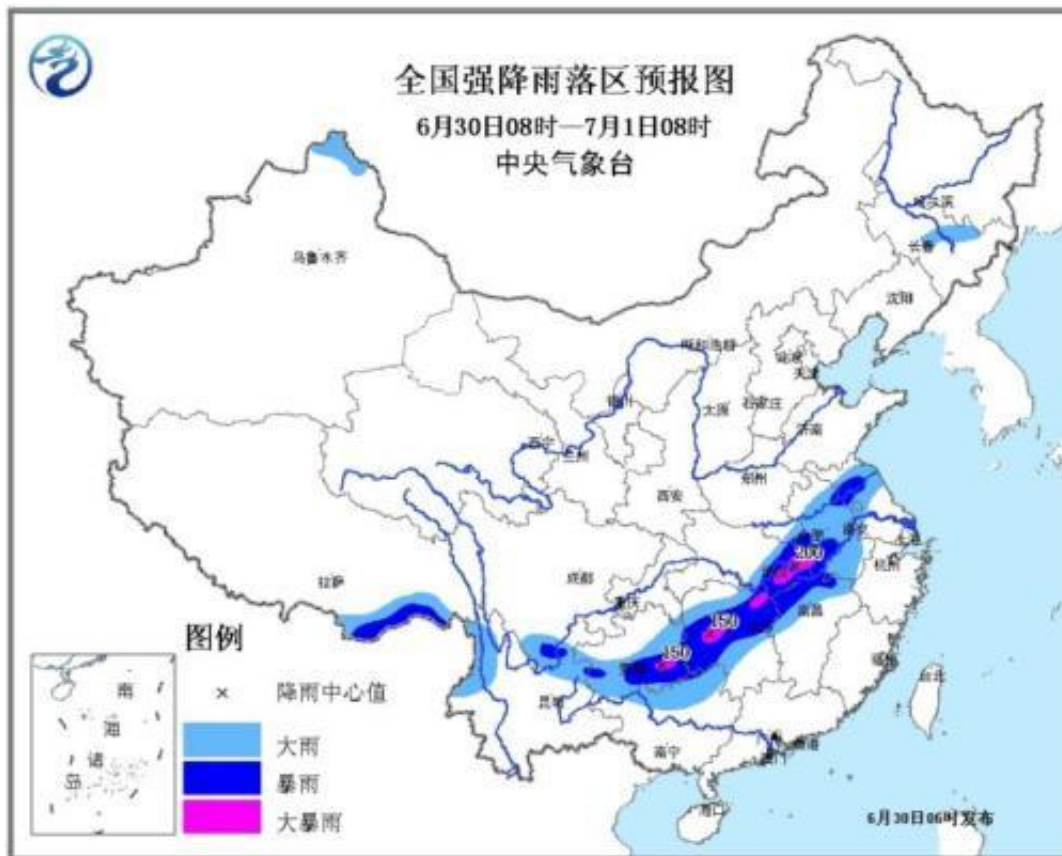 全国强降雨落区预报图
6月30日08时—7月1日08时
中央气象台
哈尔滨
长春
乌鲁木齐
沈阳
呼和浩特
北京
天津
银川
太原
石家庄
济南
西宁
兰州
郑州
西安
200
杭州
拉萨
成都
重庆
南昌
150
150
福州
台北
昆明
南宁
香港
澳门
海口
图例
× 降雨中心值
大雨
暴雨
大暴雨
南
海
诸
岛
6月30日06时发布